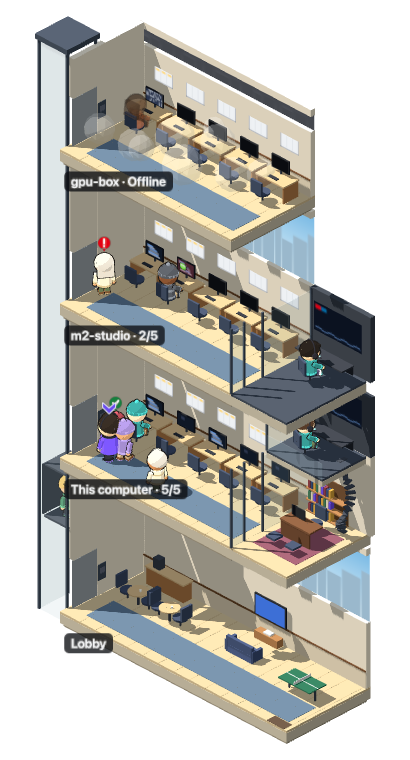 gpu-box · Offline
!
m2-studio · 2/5
This computer · 5/5
Lobby